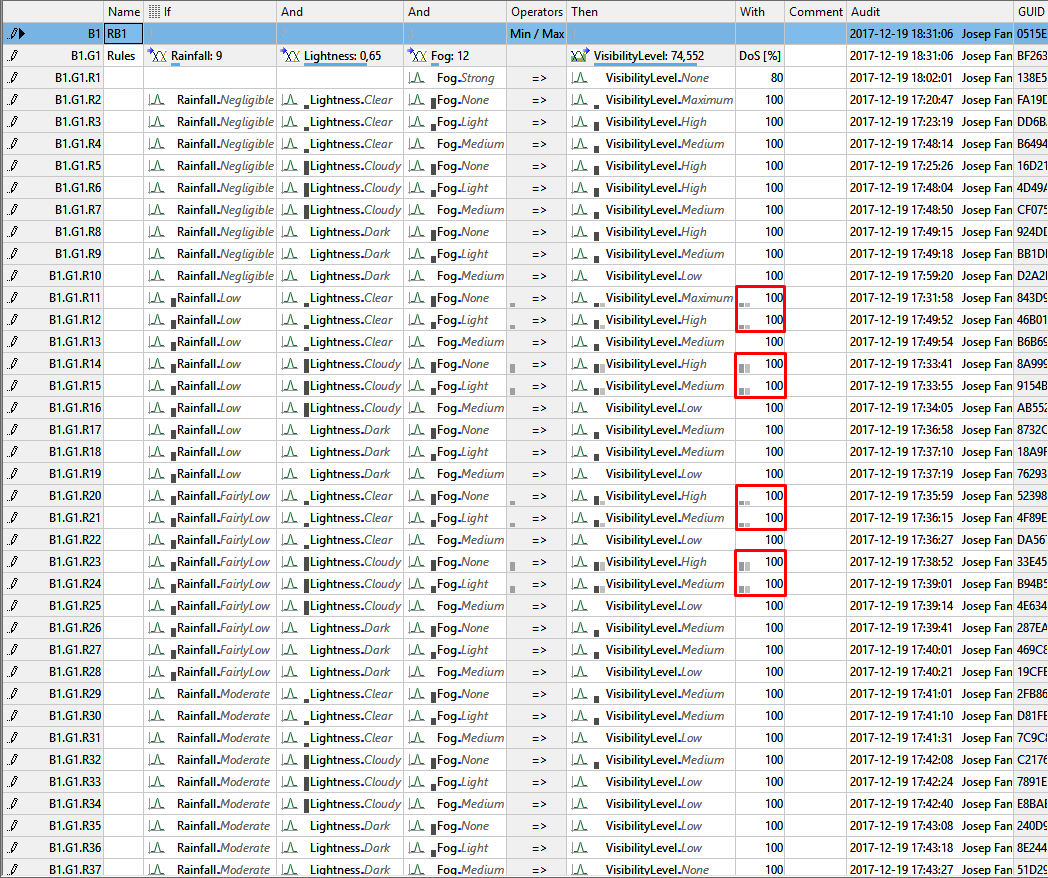 Name If And And Operators Then With Comment Audit GUID
B1 RB1 Min / Max 2017-12-19 18:31:06 Josep Fan 0515E
B1.G1 Rules Rainfall: 9 Lightness: 0,65 Fog: 12 VisibilityLevel: 74,552 DoS [%] 2017-12-19 18:31:06 Josep Fan BF263
B1.G1.R1 Fog.Strong => VisibilityLevel.None 80 2017-12-19 18:02:01 Josep Fan 138E5
B1.G1.R2 Rainfall.Negligible Lightness.Clear Fog.None => VisibilityLevel.Maximum 100 2017-12-19 17:20:47 Josep Fan FA19D
B1.G1.R3 Rainfall.Negligible Lightness.Clear Fog.Light => VisibilityLevel.High 100 2017-12-19 17:23:19 Josep Fan DD6B
B1.G1.R4 Rainfall.Negligible Lightness.Clear Fog.Medium => VisibilityLevel.Medium 100 2017-12-19 17:48:14 Josep Fan B6494
B1.G1.R5 Rainfall.Negligible Lightness.Cloudy Fog.None => VisibilityLevel.High 100 2017-12-19 17:25:26 Josep Fan 16D21
B1.G1.R6 Rainfall.Negligible Lightness.Cloudy Fog.Light => VisibilityLevel.High 100 2017-12-19 17:48:04 Josep Fan 4D49A
B1.G1.R7 Rainfall.Negligible Lightness.Cloudy Fog.Medium => VisibilityLevel.Medium 100 2017-12-19 17:48:50 Josep Fan CF075
B1.G1.R8 Rainfall.Negligible Lightness.Dark Fog.None => VisibilityLevel.High 100 2017-12-19 17:49:15 Josep Fan 924DD
B1.G1.R9 Rainfall.Negligible Lightness.Dark Fog.Light => VisibilityLevel.Medium 100 2017-12-19 17:49:18 Josep Fan BB1D
B1.G1.R10 Rainfall.Negligible Lightness.Dark Fog.Medium => VisibilityLevel.Low 100 2017-12-19 17:59:20 Josep Fan D2A2
B1.G1.R11 Rainfall.Low Lightness.Clear Fog.None => VisibilityLevel.Maximum 100 2017-12-19 17:31:58 Josep Fan 843D9
B1.G1.R12 Rainfall.Low Lightness.Clear Fog.Light => VisibilityLevel.High 100 2017-12-19 17:49:52 Josep Fan 46B01
B1.G1.R13 Rainfall.Low Lightness.Clear Fog.Medium => VisibilityLevel.Medium 100 2017-12-19 17:49:54 Josep Fan B6B69
B1.G1.R14 Rainfall.Low Lightness.Cloudy Fog.None => VisibilityLevel.High 100 2017-12-19 17:33:41 Josep Fan 8A999
B1.G1.R15 Rainfall.Low Lightness.Cloudy Fog.Light => VisibilityLevel.Medium 100 2017-12-19 17:33:55 Josep Fan 9154B
B1.G1.R16 Rainfall.Low Lightness.Cloudy Fog.Medium => VisibilityLevel.Low 100 2017-12-19 17:34:05 Josep Fan AB552
B1.G1.R17 Rainfall.Low Lightness.Dark Fog.None => VisibilityLevel.Medium 100 2017-12-19 17:36:58 Josep Fan 8732C
B1.G1.R18 Rainfall.Low Lightness.Dark Fog.Light => VisibilityLevel.Medium 100 2017-12-19 17:37:10 Josep Fan 18A9F
B1.G1.R19 Rainfall.Low Lightness.Dark Fog.Medium => VisibilityLevel.Low 100 2017-12-19 17:37:19 Josep Fan 76293
B1.G1.R20 Rainfall.FairlyLow Lightness.Clear Fog.None => VisibilityLevel.High 100 2017-12-19 17:35:59 Josep Fan 52398
B1.G1.R21 Rainfall.FairlyLow Lightness.Clear Fog.Light => VisibilityLevel.Medium 100 2017-12-19 17:36:15 Josep Fan 4F89E
B1.G1.R22 Rainfall.FairlyLow Lightness.Clear Fog.Medium => VisibilityLevel.Low 100 2017-12-19 17:36:27 Josep Fan DA56
B1.G1.R23 Rainfall.FairlyLow Lightness.Cloudy Fog.None => VisibilityLevel.High 100 2017-12-19 17:38:52 Josep Fan 33E45
B1.G1.R24 Rainfall.FairlyLow Lightness.Cloudy Fog.Light => VisibilityLevel.Medium 100 2017-12-19 17:39:01 Josep Fan B94B5
B1.G1.R25 Rainfall.FairlyLow Lightness.Cloudy Fog.Medium => VisibilityLevel.Low 100 2017-12-19 17:39:14 Josep Fan 4E634
B1.G1.R26 Rainfall.FairlyLow Lightness.Dark Fog.None => VisibilityLevel.Medium 100 2017-12-19 17:39:41 Josep Fan 287EA
B1.G1.R27 Rainfall.FairlyLow Lightness.Dark Fog.Light => VisibilityLevel.Medium 100 2017-12-19 17:40:01 Josep Fan 469C8
B1.G1.R28 Rainfall.FairlyLow Lightness.Dark Fog.Medium => VisibilityLevel.Low 100 2017-12-19 17:40:21 Josep Fan 19CFE
B1.G1.R29 Rainfall.Moderate Lightness.Clear Fog.None => VisibilityLevel.Medium 100 2017-12-19 17:41:01 Josep Fan 2FB86
B1.G1.R30 Rainfall.Moderate Lightness.Clear Fog.Light => VisibilityLevel.Medium 100 2017-12-19 17:41:10 Josep Fan D81FE
B1.G1.R31 Rainfall.Moderate Lightness.Clear Fog.Medium => VisibilityLevel.Low 100 2017-12-19 17:41:31 Josep Fan 7C9C8
B1.G1.R32 Rainfall.Moderate Lightness.Cloudy Fog.None => VisibilityLevel.Medium 100 2017-12-19 17:42:08 Josep Fan C2176
B1.G1.R33 Rainfall.Moderate Lightness.Cloudy Fog.Light => VisibilityLevel.Low 100 2017-12-19 17:42:24 Josep Fan 7891E
B1.G1.R34 Rainfall.Moderate Lightness.Cloudy Fog.Medium => VisibilityLevel.Low 100 2017-12-19 17:42:40 Josep Fan E8BAE
B1.G1.R35 Rainfall.Moderate Lightness.Dark Fog.None => VisibilityLevel.Low 100 2017-12-19 17:43:08 Josep Fan 240D9
B1.G1.R36 Rainfall.Moderate Lightness.Dark Fog.Light => VisibilityLevel.Low 100 2017-12-19 17:43:18 Josep Fan 8E244
B1.G1.R37 Rainfall.Moderate Lightness.Dark Fog.Medium => VisibilityLevel.None 100 2017-12-19 17:43:27 Josep Fan 51D29